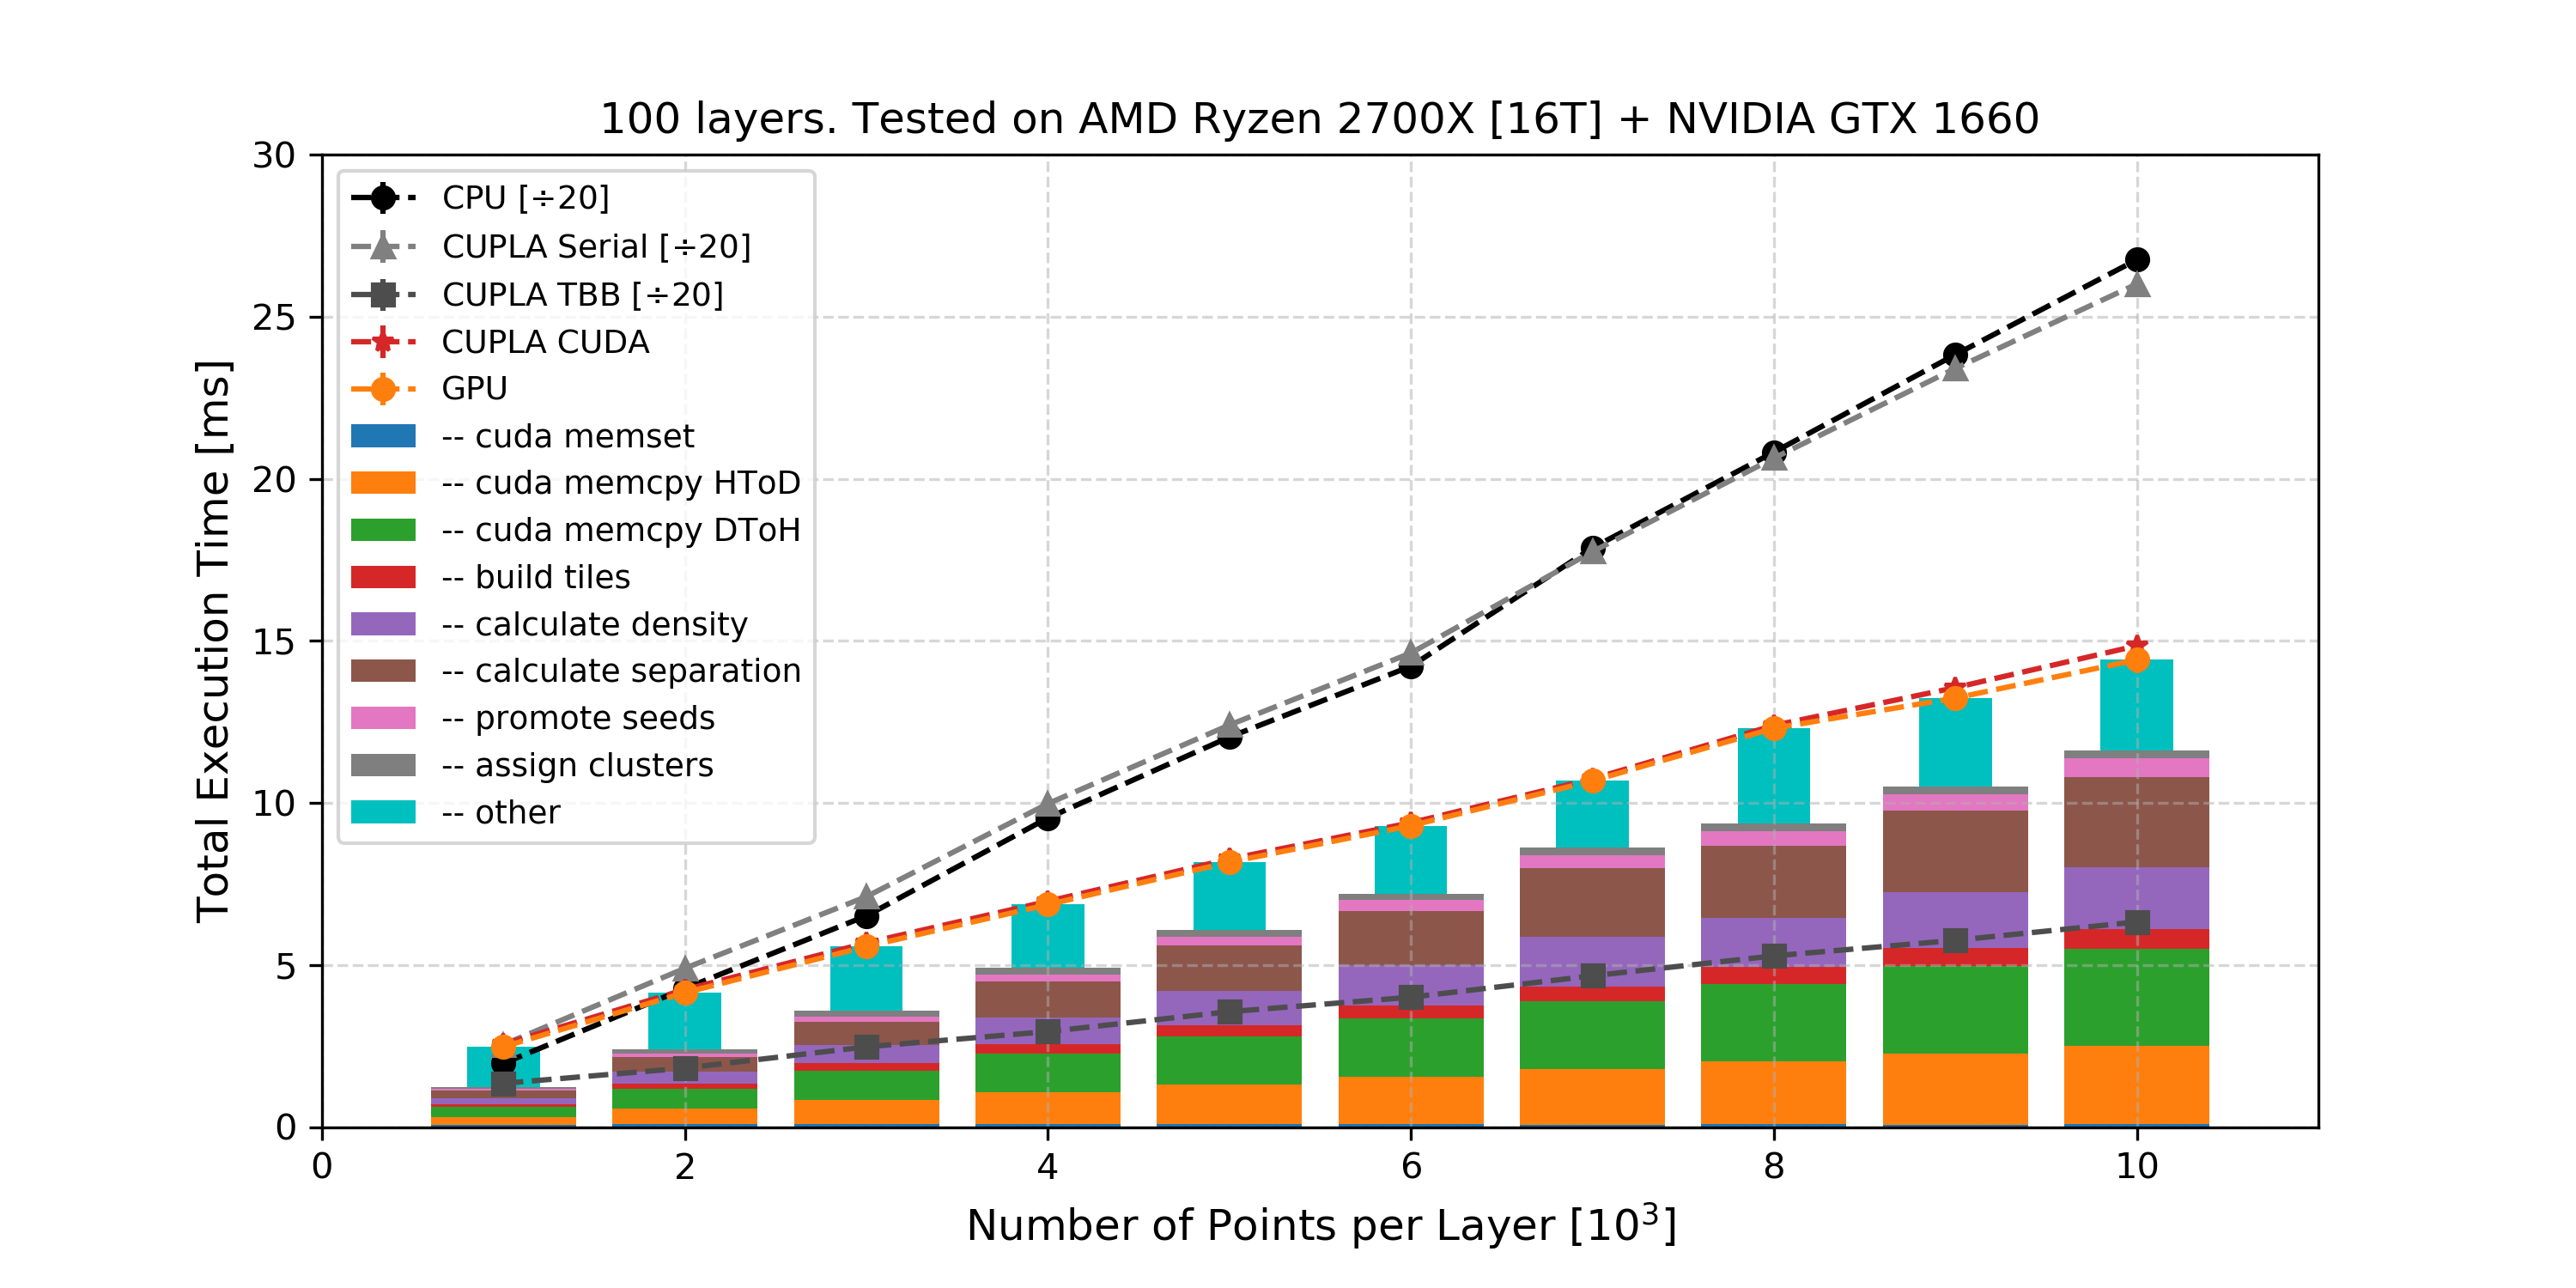 100 layers. Tested on AMD Ryzen 2700X [16T] + NVIDIA GTX 1660
Total Execution Time [ms]
30
25
20
15
10
5
0
CPU [÷20]
CUPLA Serial [÷20]
CUPLA TBB [÷20]
CUPLA CUDA
GPU
-- cuda memset
-- cuda memcpy HToD
-- cuda memcpy DToH
-- build tiles
-- calculate density
-- calculate separation
-- promote seeds
-- assign clusters
-- other
0 2 4 6 8 10
Number of Points per Layer [10³]